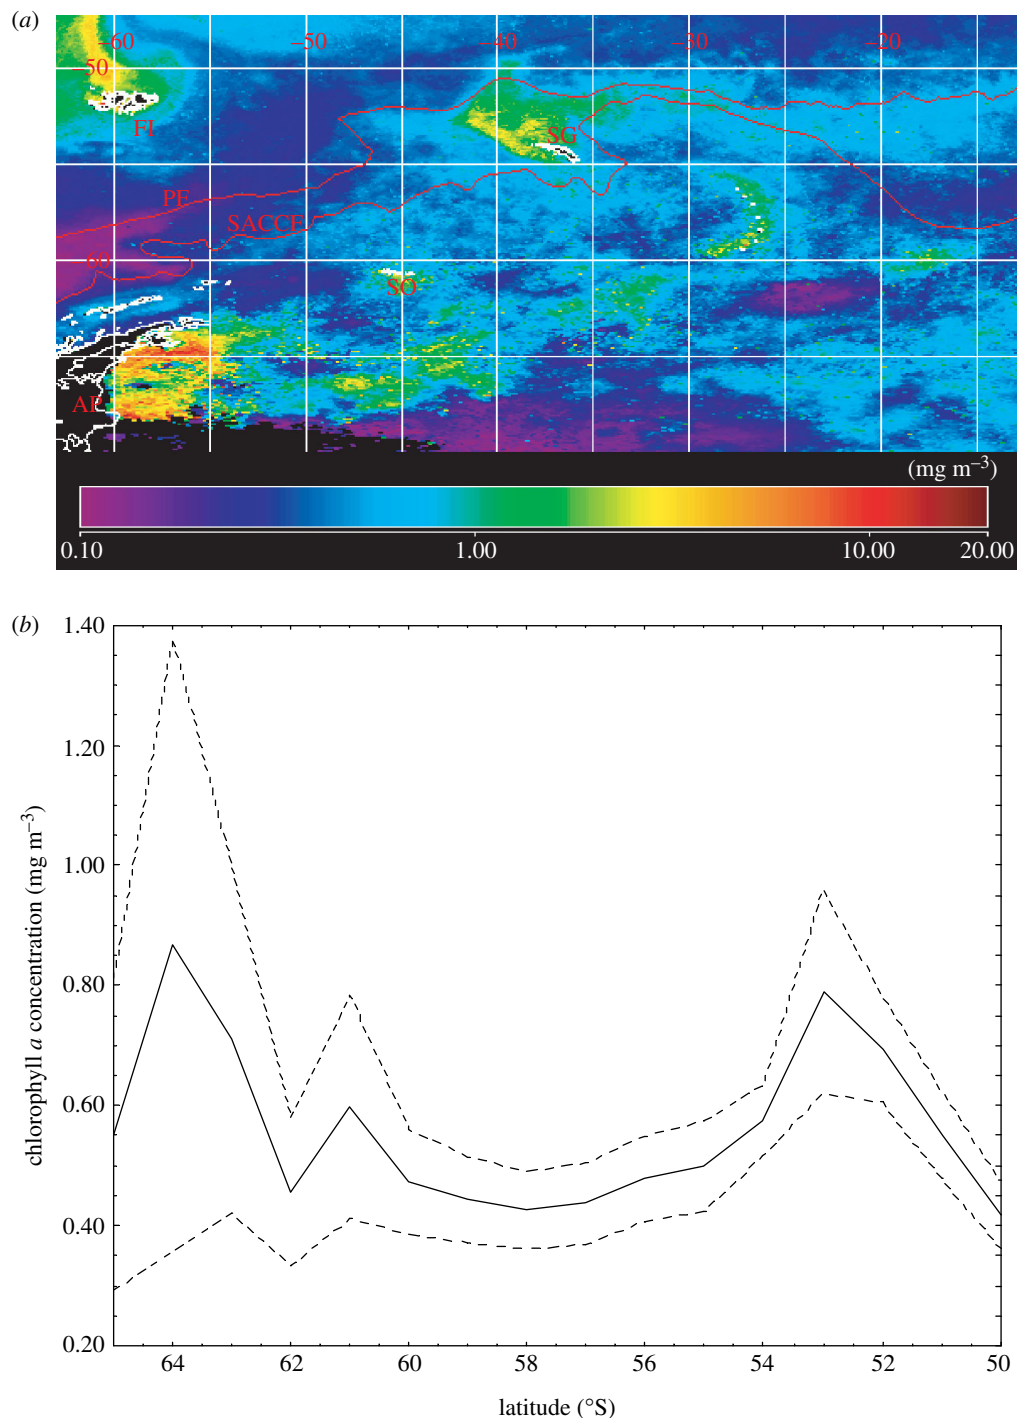 (a)
−60 −50 −40 −30 −20
−50
FI
SG
PF
SACCF
−60
SO
AP
(mg m−3)
0.10 1.00 10.00 20.00
(b)
1.40
1.20
1.00
0.80
0.60
0.40
0.20
chlorophyll a concentration (mg m−3)
64 62 60 58 56 54 52 50
latitude (°S)